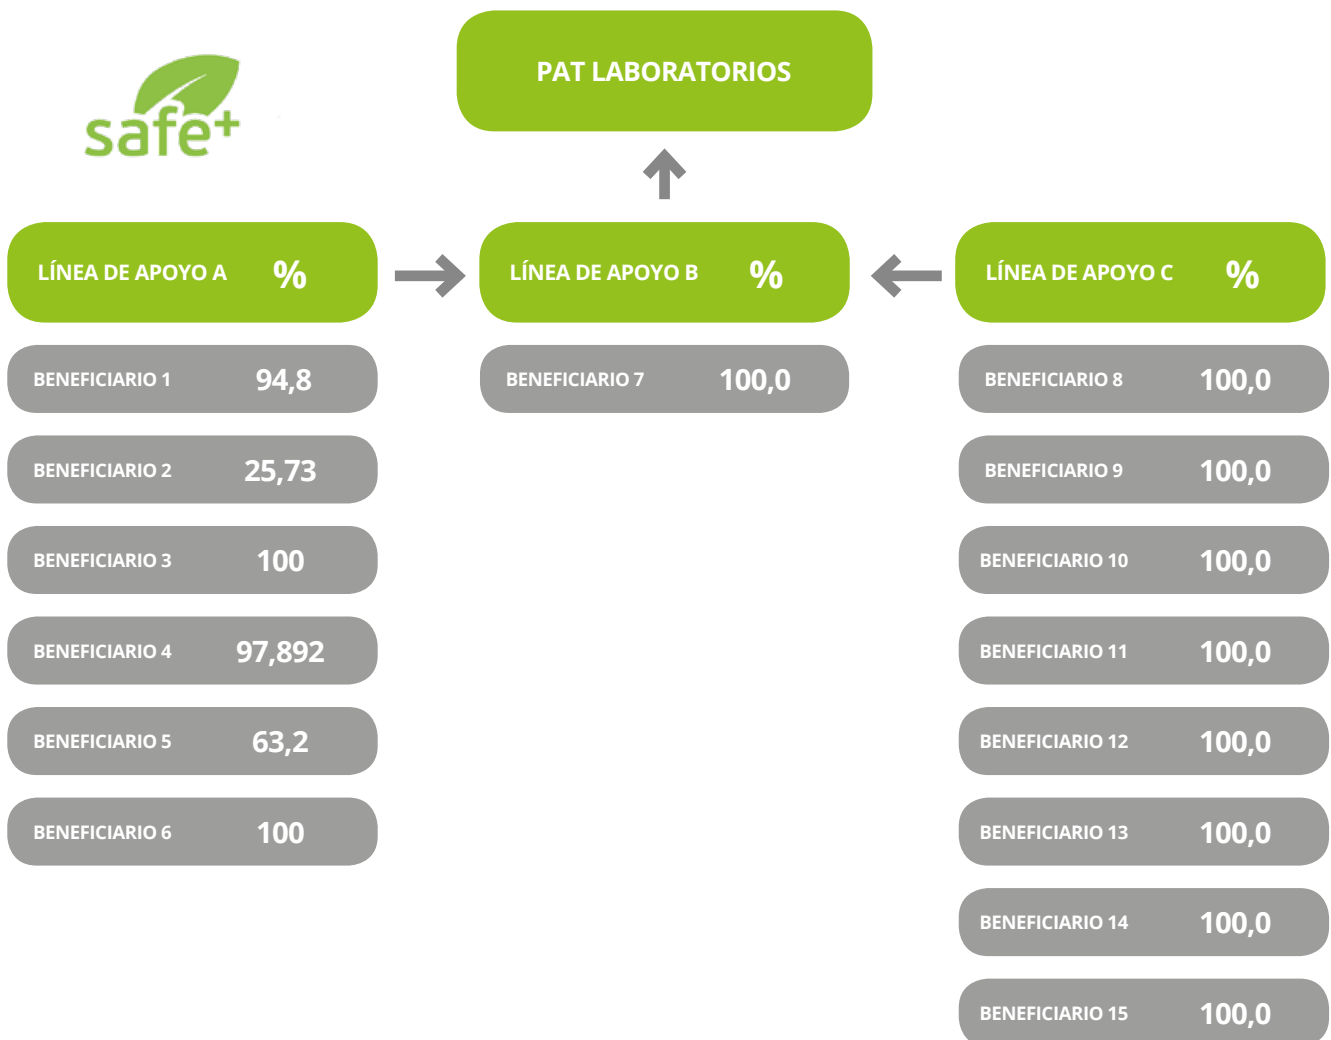 safe+
PAT LABORATORIOS
LÍNEA DE APOYO A %
BENEFICIARIO 1 94,8
BENEFICIARIO 2 25,73
BENEFICIARIO 3 100
BENEFICIARIO 4 97,892
BENEFICIARIO 5 63,2
BENEFICIARIO 6 100
LÍNEA DE APOYO B %
BENEFICIARIO 7 100,0
LÍNEA DE APOYO C %
BENEFICIARIO 8 100,0
BENEFICIARIO 9 100,0
BENEFICIARIO 10 100,0
BENEFICIARIO 11 100,0
BENEFICIARIO 12 100,0
BENEFICIARIO 13 100,0
BENEFICIARIO 14 100,0
BENEFICIARIO 15 100,0